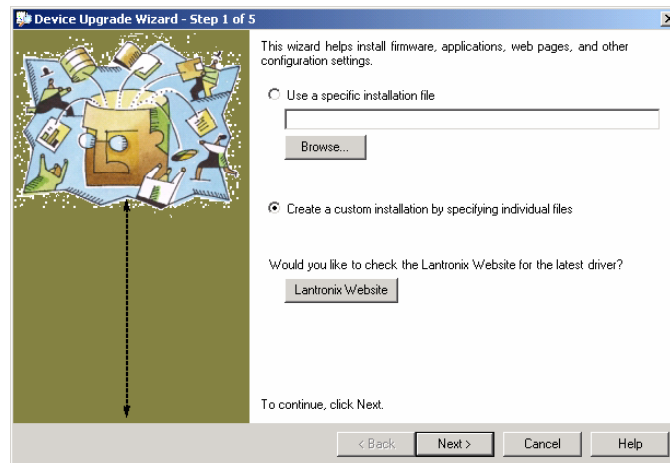 Device Upgrade Wizard - Step 1 of 5
This wizard helps install firmware, applications, web pages, and other
configuration settings.
Use a specific installation file
Browse...
Create a custom installation by specifying individual files
Would you like to check the Lantronix Website for the latest driver?
Lantronix Website
To continue, click Next.
< Back Next > Cancel Help